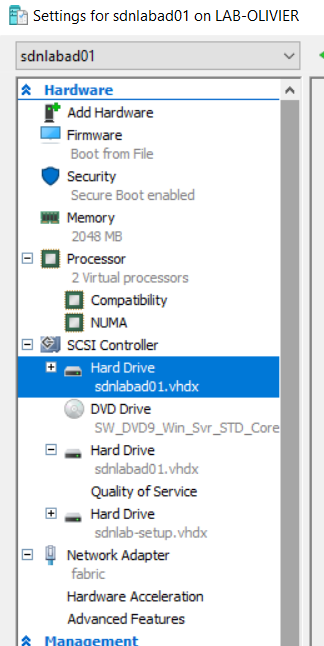 Settings for sdnlabad01 on LAB-OLIVIER
sdnlabad01
Hardware
Add Hardware
Firmware
Boot from File
Security
Secure Boot enabled
Memory
2048 MB
Processor
2 Virtual processors
Compatibility
NUMA
SCSI Controller
Hard Drive
sdnlabad01.vhdx
DVD Drive
SW_DVD9_Win_Svr_STD_Core
Hard Drive
sdnlabad01.vhdx
Quality of Service
Hard Drive
sdnlab-setup.vhdx
Network Adapter
fabric
Hardware Acceleration
Advanced Features
Management